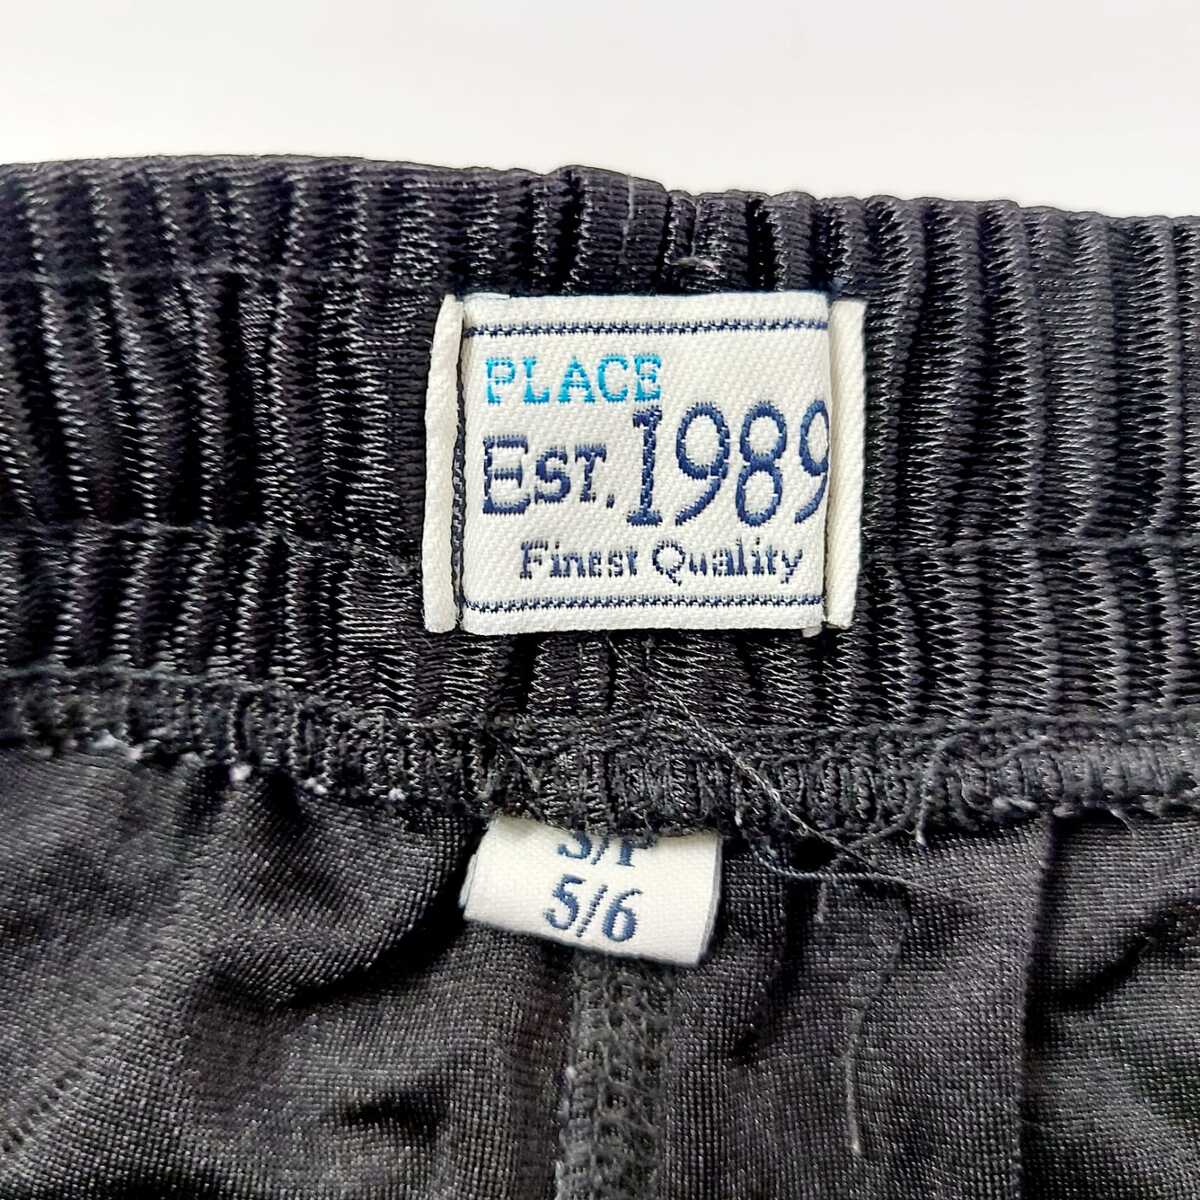 PLACE
EST. 1989
Finest Quality
S/P
5/6